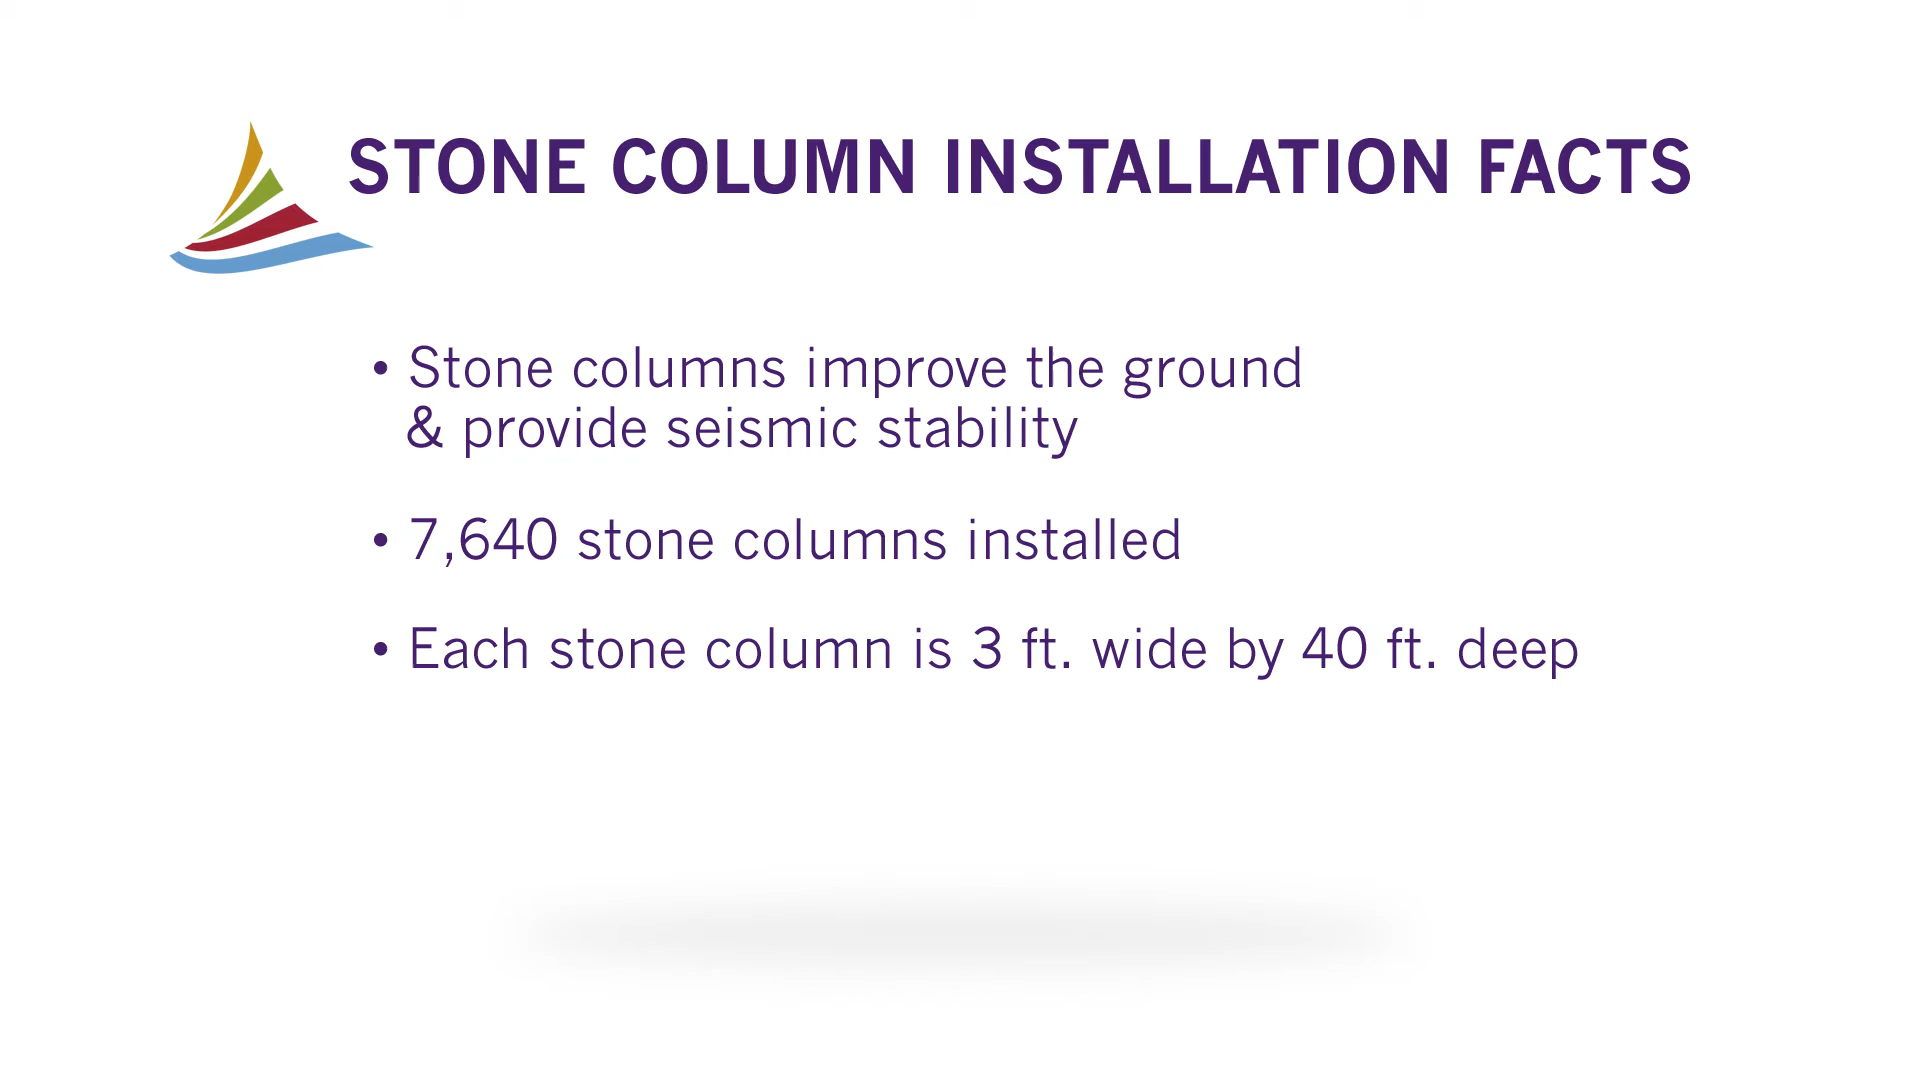 STONE COLUMN INSTALLATION FACTS
• Stone columns improve the ground
& provide seismic stability
• 7,640 stone columns installed
• Each stone column is 3 ft. wide by 40 ft. deep